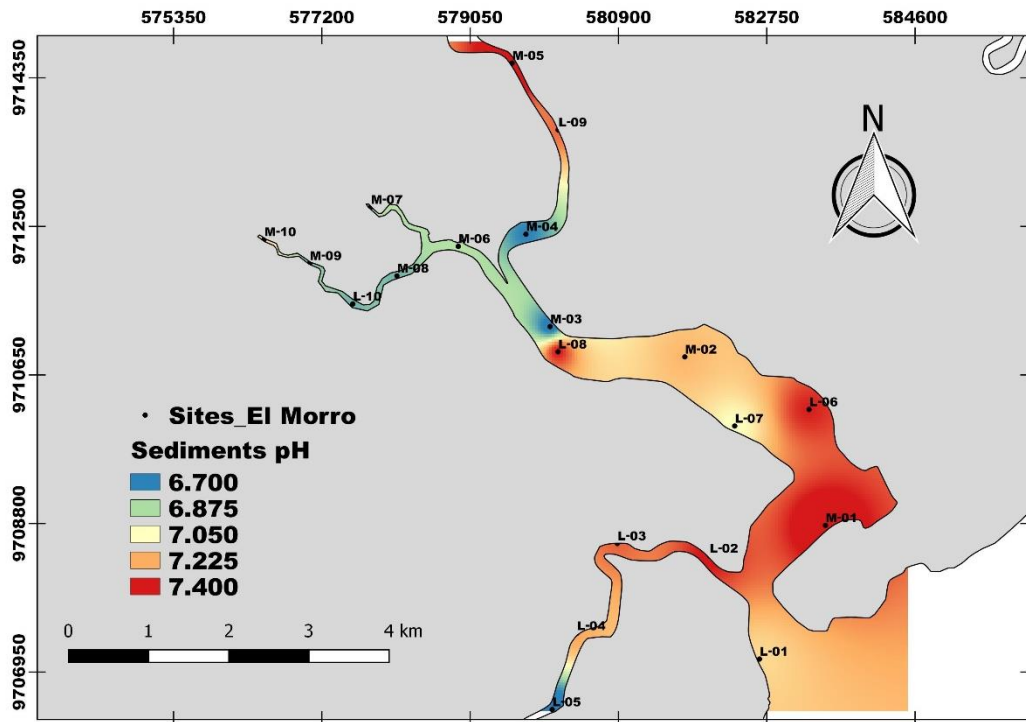 575350 577200 579050 580900 582750 584600
9714350
9712500
9710650
9708800
9706950
N
M-05
L-09
M-07
M-10
M-06
M-04
M-09
M-08
L-10
M-03
L-08
M-02
L-06
L-07
M-01
L-03
L-02
L-04
L-01
L-05
Sites_El Morro
Sediments pH
6.700
6.875
7.050
7.225
7.400
0 1 2 3 4 km